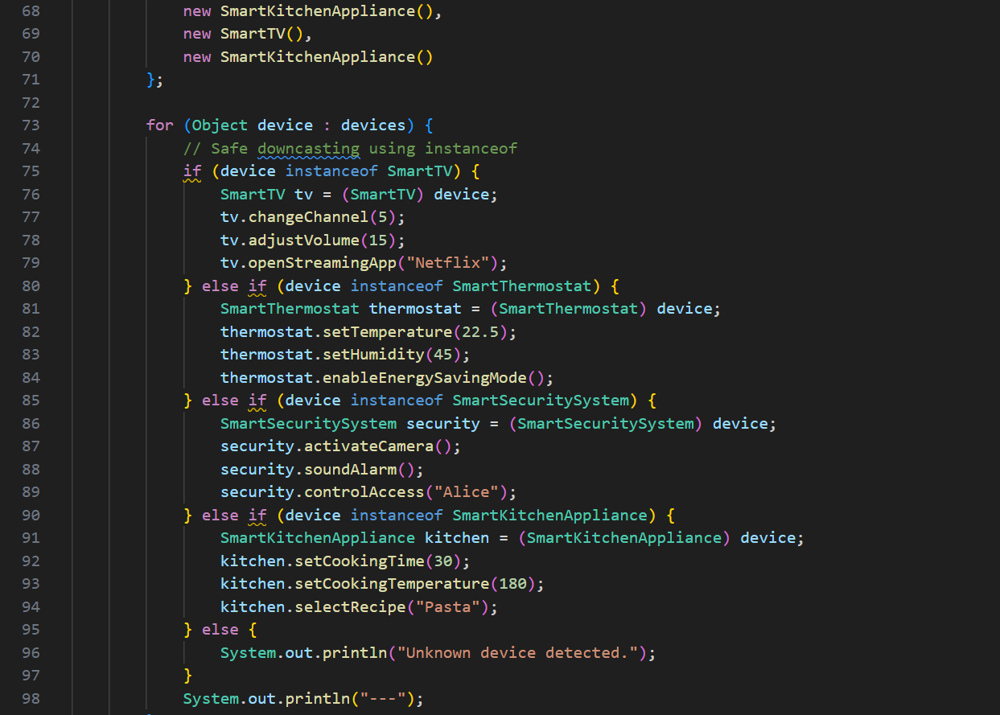 68 new SmartKitchenAppliance(),
69 new SmartTV(),
70 new SmartKitchenAppliance()
71 };
72
73 for (Object device : devices) {
74 // Safe downcasting using instanceof
75 if (device instanceof SmartTV) {
76 SmartTV tv = (SmartTV) device;
77 tv.changeChannel(5);
78 tv.adjustVolume(15);
79 tv.openStreamingApp("Netflix");
80 } else if (device instanceof SmartThermostat) {
81 SmartThermostat thermostat = (SmartThermostat) device;
82 thermostat.setTemperature(22.5);
83 thermostat.setHumidity(45);
84 thermostat.enableEnergySavingMode();
85 } else if (device instanceof SmartSecuritySystem) {
86 SmartSecuritySystem security = (SmartSecuritySystem) device;
87 security.activateCamera();
88 security.soundAlarm();
89 security.controlAccess("Alice");
90 } else if (device instanceof SmartKitchenAppliance) {
91 SmartKitchenAppliance kitchen = (SmartKitchenAppliance) device;
92 kitchen.setCookingTime(30);
93 kitchen.setCookingTemperature(180);
94 kitchen.selectRecipe("Pasta");
95 } else {
96 System.out.println("Unknown device detected.");
97 }
98 System.out.println("---");